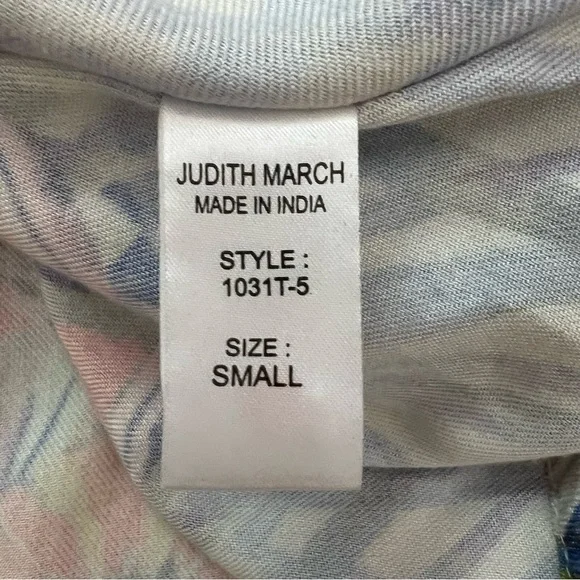 JUDITH MARCH
MADE IN INDIA
STYLE :
1031T-5
SIZE :
SMALL